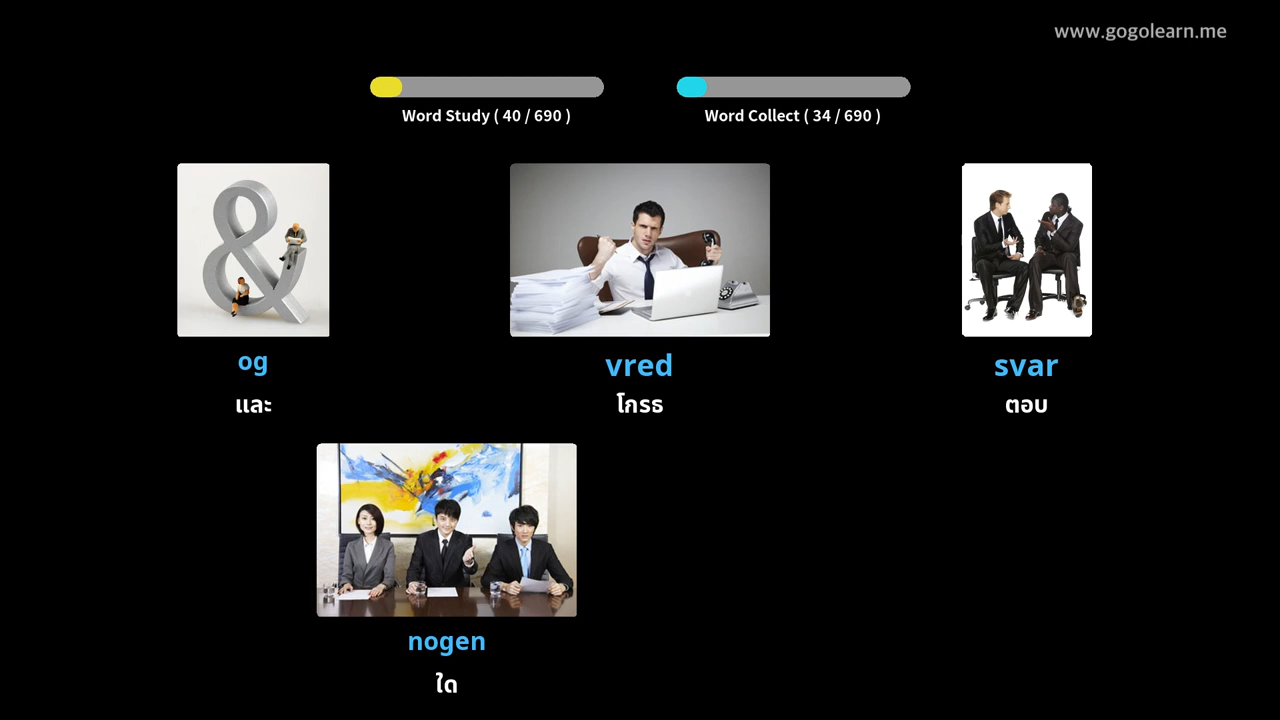 www.gogolearn.me
Word Study ( 40 / 690 )
Word Collect ( 34 / 690 )
&
og
และ
vred
โกรธ
svar
ตอบ
nogen
ใด